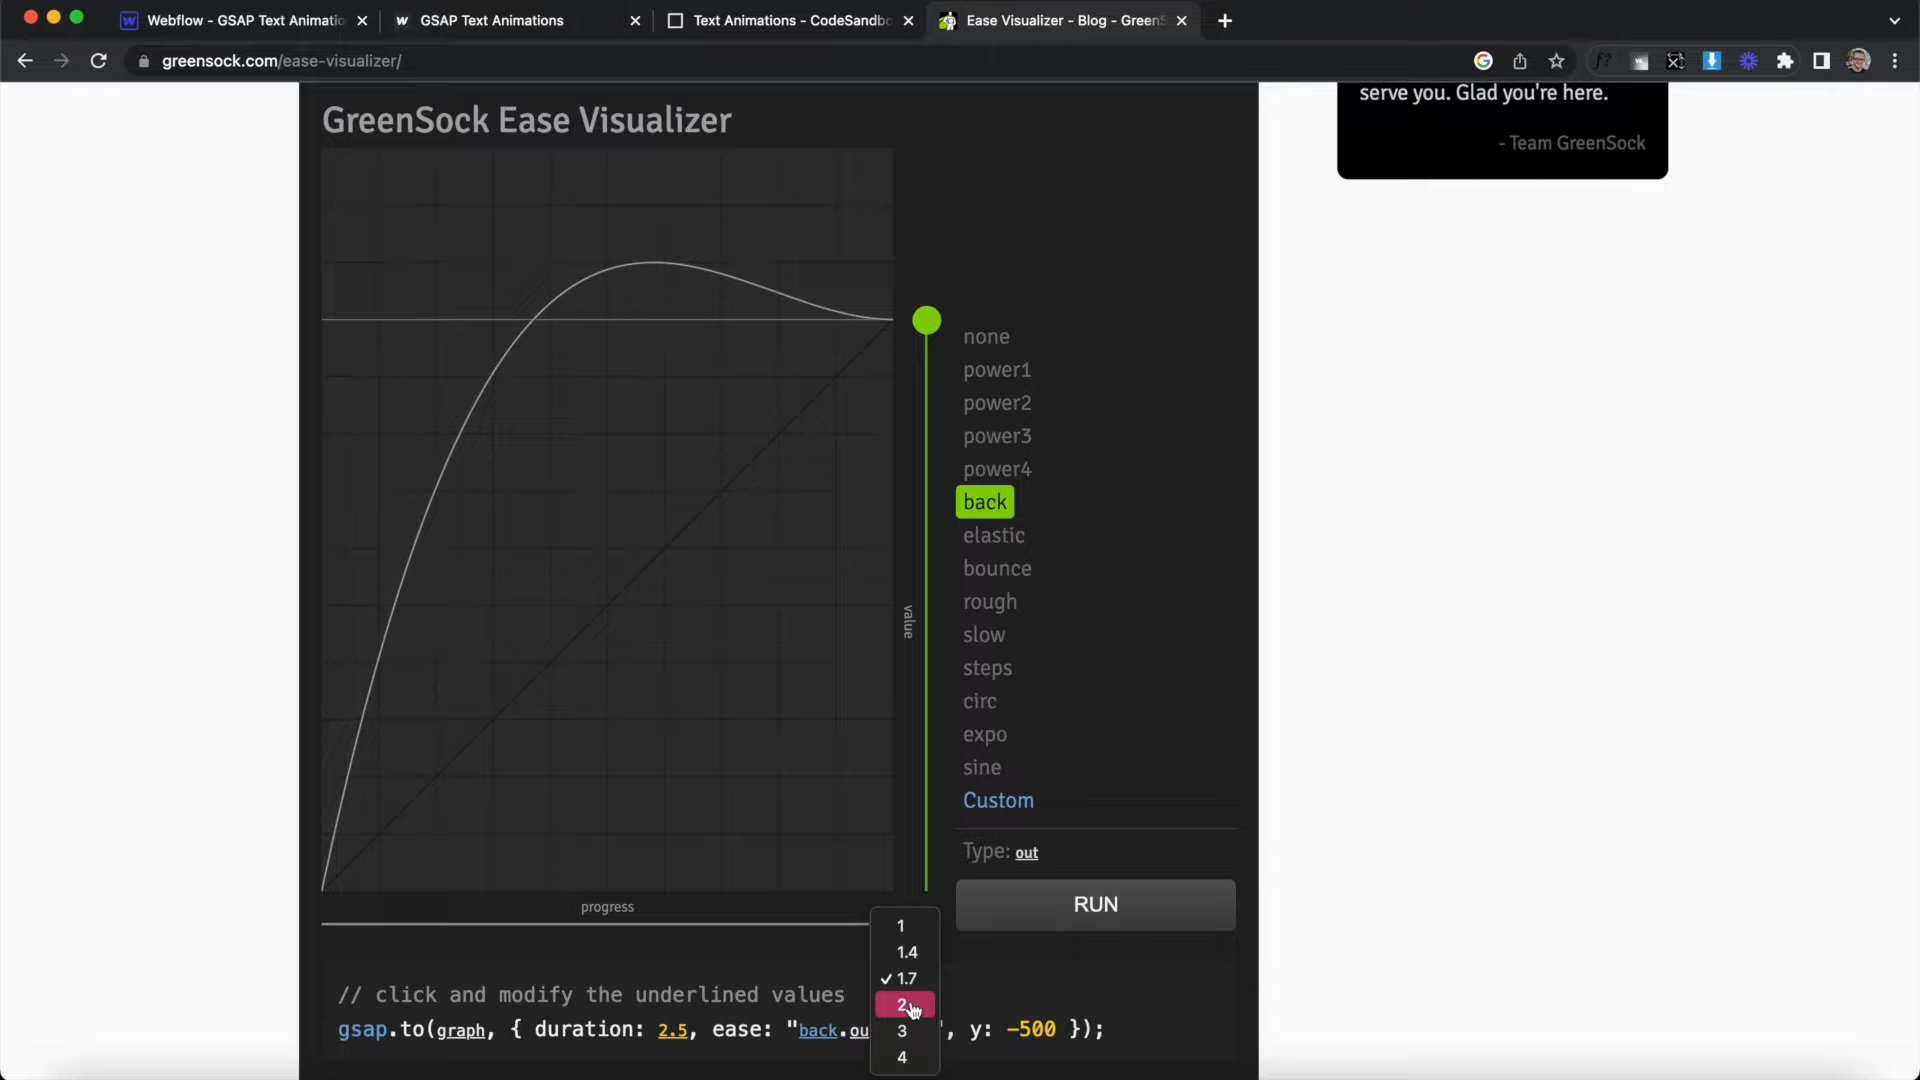 Webflow - GSAP Text Animatio
GSAP Text Animations
Text Animations - CodeSandbo
Ease Visualizer - Blog - GreenS
greensock.com/ease-visualizer/
serve you. Glad you're here.
- Team GreenSock
GreenSock Ease Visualizer
none
power1
power2
power3
power4
back
elastic
bounce
rough
slow
steps
circ
expo
sine
Custom
value
Type: out
RUN
progress
1
1.4
✓ 1.7
2
3
4
// click and modify the underlined values
gsap.to(graph, { duration: 2.5, ease: "back.ou ", y: -500 });